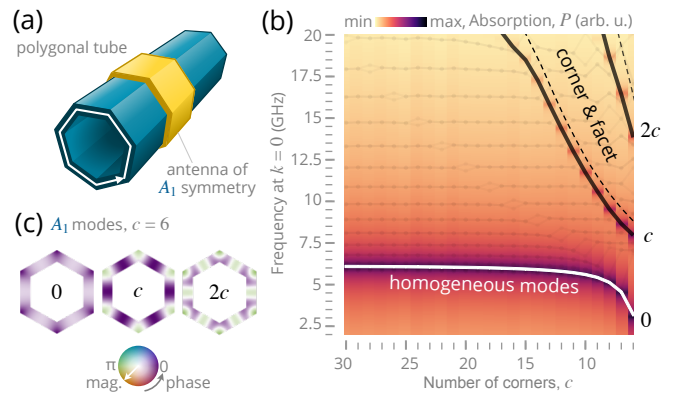 (a)
polygonal tube
antenna of
A₁ symmetry
(c) A₁ modes, c = 6
0
c
2c
π
0
mag.
phase
(b)
min
max, Absorption, P (arb. u.)
Frequency at k = 0 (GHz)
20
17.5
15
12.5
10
7.5
5
2.5
corner & facet
homogeneous modes
2c
c
0
30
25
20
15
10
Number of corners, c